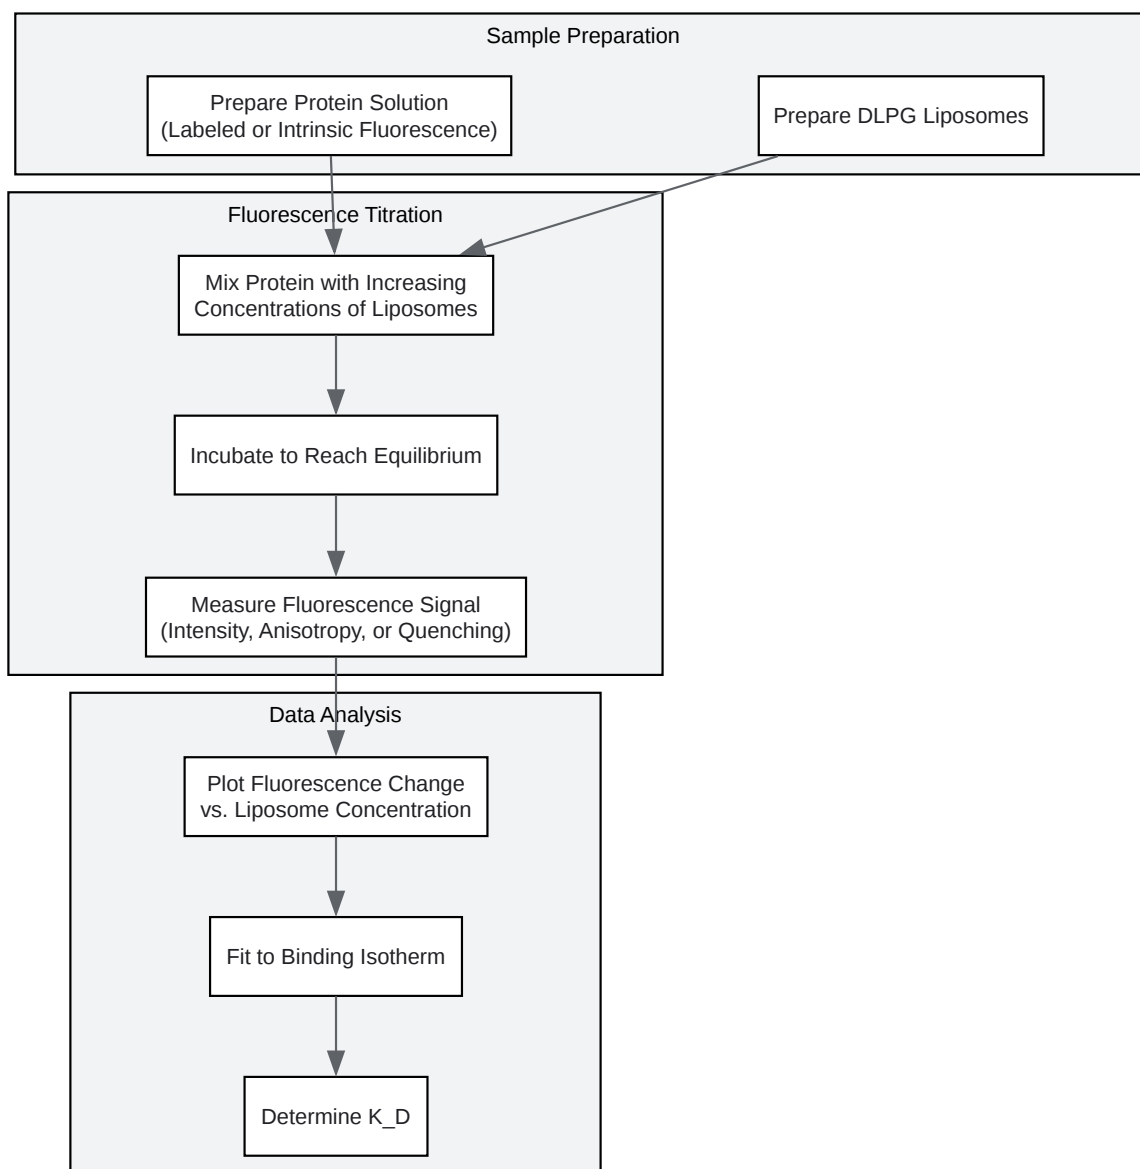 Sample Preparation
Prepare Protein Solution
(Labeled or Intrinsic Fluorescence)
Prepare DLPG Liposomes
Fluorescence Titration
Mix Protein with Increasing
Concentrations of Liposomes
Incubate to Reach Equilibrium
Measure Fluorescence Signal
(Intensity, Anisotropy, or Quenching)
Data Analysis
Plot Fluorescence Change
vs. Liposome Concentration
Fit to Binding Isotherm
Determine K_D